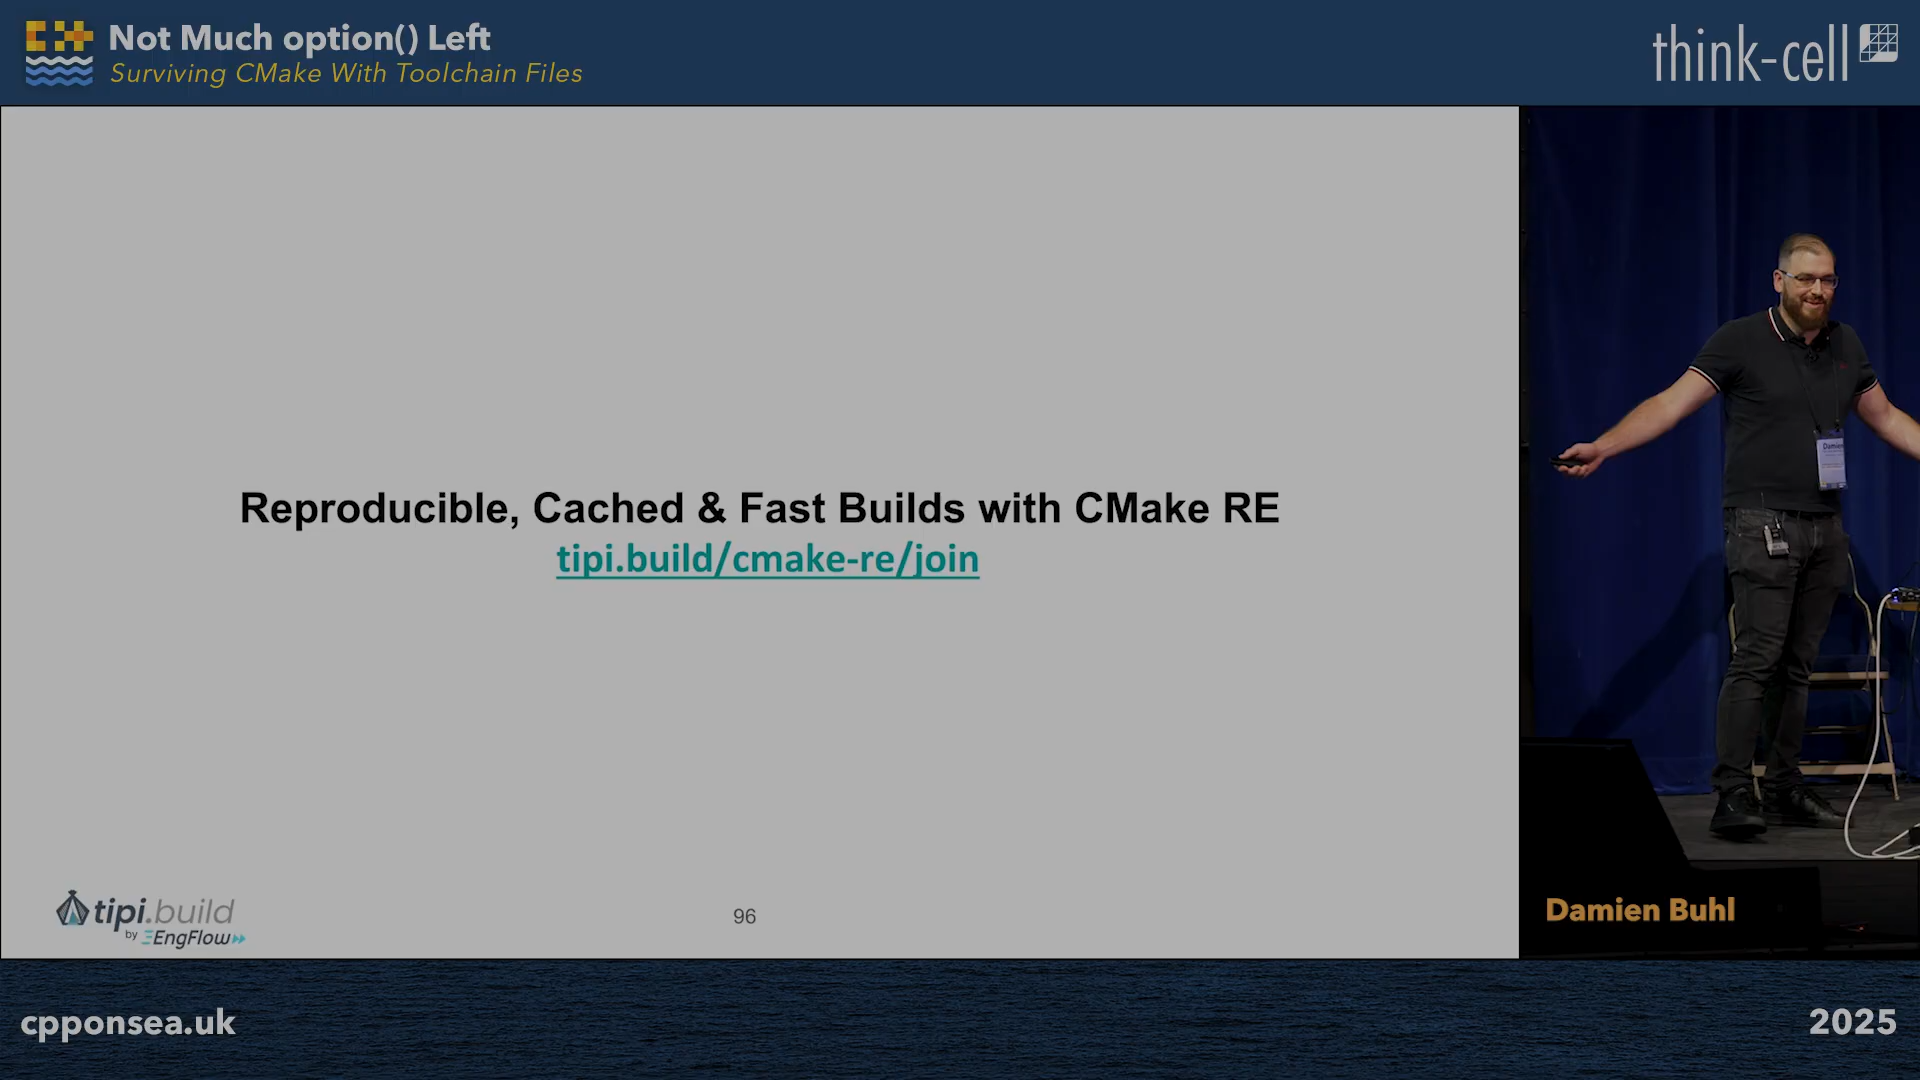 Not Much option() Left
Surviving CMake With Toolchain Files
think-cell
Reproducible, Cached & Fast Builds with CMake RE
tipi.build/cmake-re/join
tipi.build
by EngFlow
96
Damien
Damien Buhl
cpponsea.uk
2025